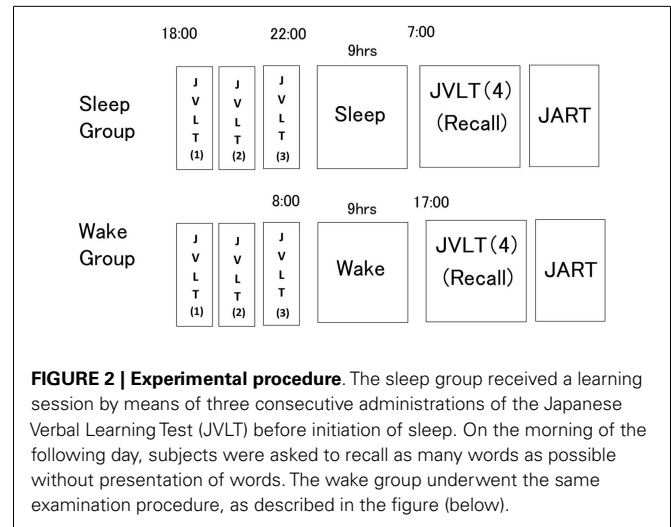 18:00 22:00 7:00
9hrs
Sleep
Group
J
V
L
T
(1)
J
V
L
T
(2)
J
V
L
T
(3)
Sleep
JVLT(4)
(Recall)
JART
8:00 9hrs 17:00
Wake
Group
J
V
L
T
(1)
J
V
L
T
(2)
J
V
L
T
(3)
Wake
JVLT(4)
(Recall)
JART
FIGURE 2 | Experimental procedure. The sleep group received a learning
session by means of three consecutive administrations of the Japanese
Verbal Learning Test (JVLT) before initiation of sleep. On the morning of the
following day, subjects were asked to recall as many words as possible
without presentation of words. The wake group underwent the same
examination procedure, as described in the figure (below).